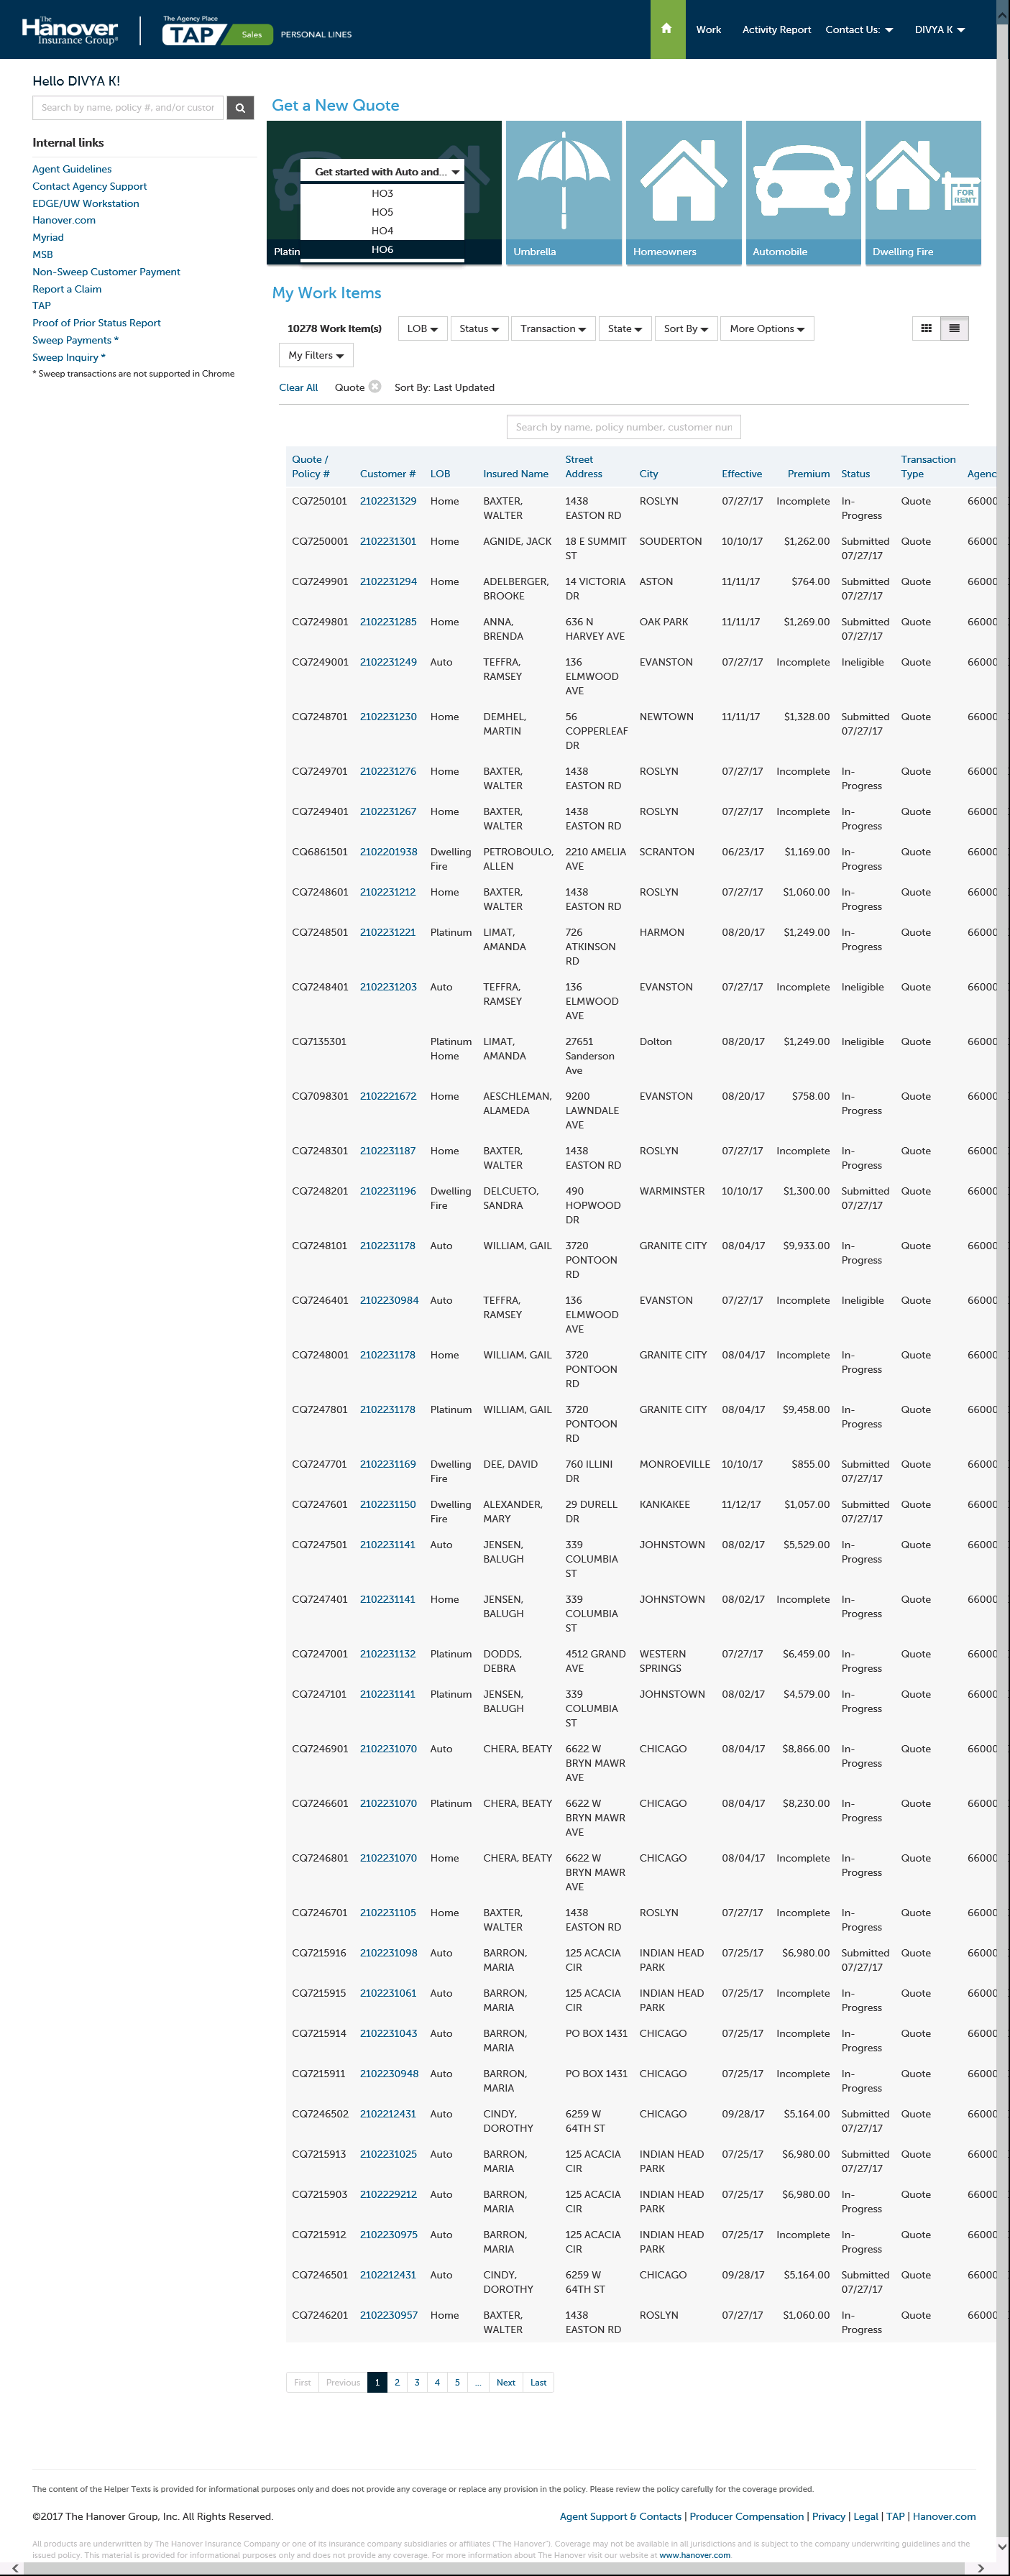 The
Hanover
Insurance Group®
The Agency Place
TAP Sales PERSONAL LINES
Work Activity Report Contact Us: DIVYA K
Hello DIVYA K!
Search by name, policy #, and/or custor
Internal links
Agent Guidelines
Contact Agency Support
EDGE/UW Workstation
Hanover.com
Myriad
MSB
Non-Sweep Customer Payment
Report a Claim
TAP
Proof of Prior Status Report
Sweep Payments *
Sweep Inquiry *
* Sweep transactions are not supported in Chrome
Get a New Quote
Get started with Auto and...
HO3
HO5
HO4
HO6
Platin
Umbrella
Homeowners
Automobile
FOR
RENT
Dwelling Fire
My Work Items
10278 Work Item(s) LOB Status Transaction State Sort By More Options
My Filters
Clear All Quote Sort By: Last Updated
Search by name, policy number, customer num
Quote / Street Transaction
Policy # Customer # LOB Insured Name Address City Effective Premium Status Type Agenc
CQ7250101 2102231329 Home BAXTER, 1438 ROSLYN 07/27/17 Incomplete In- Quote 66000
WALTER EASTON RD Progress
CQ7250001 2102231301 Home AGNIDE, JACK 18 E SUMMIT SOUDERTON 10/10/17 $1,262.00 Submitted Quote 66000
ST 07/27/17
CQ7249901 2102231294 Home ADELBERGER, 14 VICTORIA ASTON 11/11/17 $764.00 Submitted Quote 66000
BROOKE DR 07/27/17
CQ7249801 2102231285 Home ANNA, 636 N OAK PARK 11/11/17 $1,269.00 Submitted Quote 66000
BRENDA HARVEY AVE 07/27/17
CQ7249001 2102231249 Auto TEFFRA, 136 EVANSTON 07/27/17 Incomplete Ineligible Quote 66000
RAMSEY ELMWOOD
AVE
CQ7248701 2102231230 Home DEMHEL, 56 NEWTOWN 11/11/17 $1,328.00 Submitted Quote 66000
MARTIN COPPERLEAF 07/27/17
DR
CQ7249701 2102231276 Home BAXTER, 1438 ROSLYN 07/27/17 Incomplete In- Quote 66000
WALTER EASTON RD Progress
CQ7249401 2102231267 Home BAXTER, 1438 ROSLYN 07/27/17 Incomplete In- Quote 66000
WALTER EASTON RD Progress
CQ6861501 2102201938 Dwelling PETROBOULO, 2210 AMELIA SCRANTON 06/23/17 $1,169.00 In- Quote 66000
Fire ALLEN AVE Progress
CQ7248601 2102231212 Home BAXTER, 1438 ROSLYN 07/27/17 $1,060.00 In- Quote 66000
WALTER EASTON RD Progress
CQ7248501 2102231221 Platinum LIMAT, 726 HARMON 08/20/17 $1,249.00 In- Quote 66000
AMANDA ATKINSON Progress
RD
CQ7248401 2102231203 Auto TEFFRA, 136 EVANSTON 07/27/17 Incomplete Ineligible Quote 66000
RAMSEY ELMWOOD
AVE
CQ7135301 Platinum LIMAT, 27651 Dolton 08/20/17 $1,249.00 Ineligible Quote 66000
Home AMANDA Sanderson
Ave
CQ7098301 2102221672 Home AESCHLEMAN, 9200 EVANSTON 08/20/17 $758.00 In- Quote 66000
ALAMEDA LAWNDALE Progress
AVE
CQ7248301 2102231187 Home BAXTER, 1438 ROSLYN 07/27/17 Incomplete In- Quote 66000
WALTER EASTON RD Progress
CQ7248201 2102231196 Dwelling DELCUETO, 490 WARMINSTER 10/10/17 $1,300.00 Submitted Quote 66000
Fire SANDRA HOPWOOD 07/27/17
DR
CQ7248101 2102231178 Auto WILLIAM, GAIL 3720 GRANITE CITY 08/04/17 $9,933.00 In- Quote 66000
PONTOON Progress
RD
CQ7246401 2102230984 Auto TEFFRA, 136 EVANSTON 07/27/17 Incomplete Ineligible Quote 66000
RAMSEY ELMWOOD
AVE
CQ7248001 2102231178 Home WILLIAM, GAIL 3720 GRANITE CITY 08/04/17 Incomplete In- Quote 66000
PONTOON Progress
RD
CQ7247801 2102231178 Platinum WILLIAM, GAIL 3720 GRANITE CITY 08/04/17 $9,458.00 In- Quote 66000
PONTOON Progress
RD
CQ7247701 2102231169 Dwelling DEE, DAVID 760 ILLINI MONROEVILLE 10/10/17 $855.00 Submitted Quote 66000
Fire DR 07/27/17
CQ7247601 2102231150 Dwelling ALEXANDER, 29 DURELL KANKAKEE 11/12/17 $1,057.00 Submitted Quote 66000
Fire MARY DR 07/27/17
CQ7247501 2102231141 Auto JENSEN, 339 JOHNSTOWN 08/02/17 $5,529.00 In- Quote 66000
BALUGH COLUMBIA Progress
ST
CQ7247401 2102231141 Home JENSEN, 339 JOHNSTOWN 08/02/17 Incomplete In- Quote 66000
BALUGH COLUMBIA Progress
ST
CQ7247001 2102231132 Platinum DODDS, 4512 GRAND WESTERN 07/27/17 $6,459.00 In- Quote 66000
DEBRA AVE SPRINGS Progress
CQ7247101 2102231141 Platinum JENSEN, 339 JOHNSTOWN 08/02/17 $4,579.00 In- Quote 66000
BALUGH COLUMBIA Progress
ST
CQ7246901 2102231070 Auto CHERA, BEATY 6622 W CHICAGO 08/04/17 $8,866.00 In- Quote 66000
BRYN MAWR Progress
AVE
CQ7246601 2102231070 Platinum CHERA, BEATY 6622 W CHICAGO 08/04/17 $8,230.00 In- Quote 66000
BRYN MAWR Progress
AVE
CQ7246801 2102231070 Home CHERA, BEATY 6622 W CHICAGO 08/04/17 Incomplete In- Quote 66000
BRYN MAWR Progress
AVE
CQ7246701 2102231105 Home BAXTER, 1438 ROSLYN 07/27/17 Incomplete In- Quote 66000
WALTER EASTON RD Progress
CQ7215916 2102231098 Auto BARRON, 125 ACACIA INDIAN HEAD 07/25/17 $6,980.00 Submitted Quote 66000
MARIA CIR PARK 07/27/17
CQ7215915 2102231061 Auto BARRON, 125 ACACIA INDIAN HEAD 07/25/17 Incomplete In- Quote 66000
MARIA CIR PARK Progress
CQ7215914 2102231043 Auto BARRON, PO BOX 1431 CHICAGO 07/25/17 Incomplete In- Quote 66000
MARIA Progress
CQ7215911 2102230948 Auto BARRON, PO BOX 1431 CHICAGO 07/25/17 Incomplete In- Quote 66000
MARIA Progress
CQ7246502 2102212431 Auto CINDY, 6259 W CHICAGO 09/28/17 $5,164.00 Submitted Quote 66000
DOROTHY 64TH ST 07/27/17
CQ7215913 2102231025 Auto BARRON, 125 ACACIA INDIAN HEAD 07/25/17 $6,980.00 Submitted Quote 66000
MARIA CIR PARK 07/27/17
CQ7215903 2102229212 Auto BARRON, 125 ACACIA INDIAN HEAD 07/25/17 $6,980.00 In- Quote 66000
MARIA CIR PARK Progress
CQ7215912 2102230975 Auto BARRON, 125 ACACIA INDIAN HEAD 07/25/17 Incomplete In- Quote 66000
MARIA CIR PARK Progress
CQ7246501 2102212431 Auto CINDY, 6259 W CHICAGO 09/28/17 $5,164.00 Submitted Quote 66000
DOROTHY 64TH ST 07/27/17
CQ7246201 2102230957 Home BAXTER, 1438 ROSLYN 07/27/17 $1,060.00 In- Quote 66000
WALTER EASTON RD Progress
First Previous 1 2 3 4 5 ... Next Last
The content of the Helper Texts is provided for informational purposes only and does not provide any coverage or replace any provision in the policy. Please review the policy carefully for the coverage provided.
©2017 The Hanover Group, Inc. All Rights Reserved. Agent Support & Contacts | Producer Compensation | Privacy | Legal | TAP | Hanover.com
All products are underwritten by The Hanover Insurance Company or one of its insurance company subsidiaries or affiliates ("The Hanover"). Coverage may not be available in all jurisdictions and is subject to the company underwriting guidelines and the
issued policy. This material is provided for informational purposes only and does not provide any coverage. For more information about The Hanover visit our website at www.hanover.com